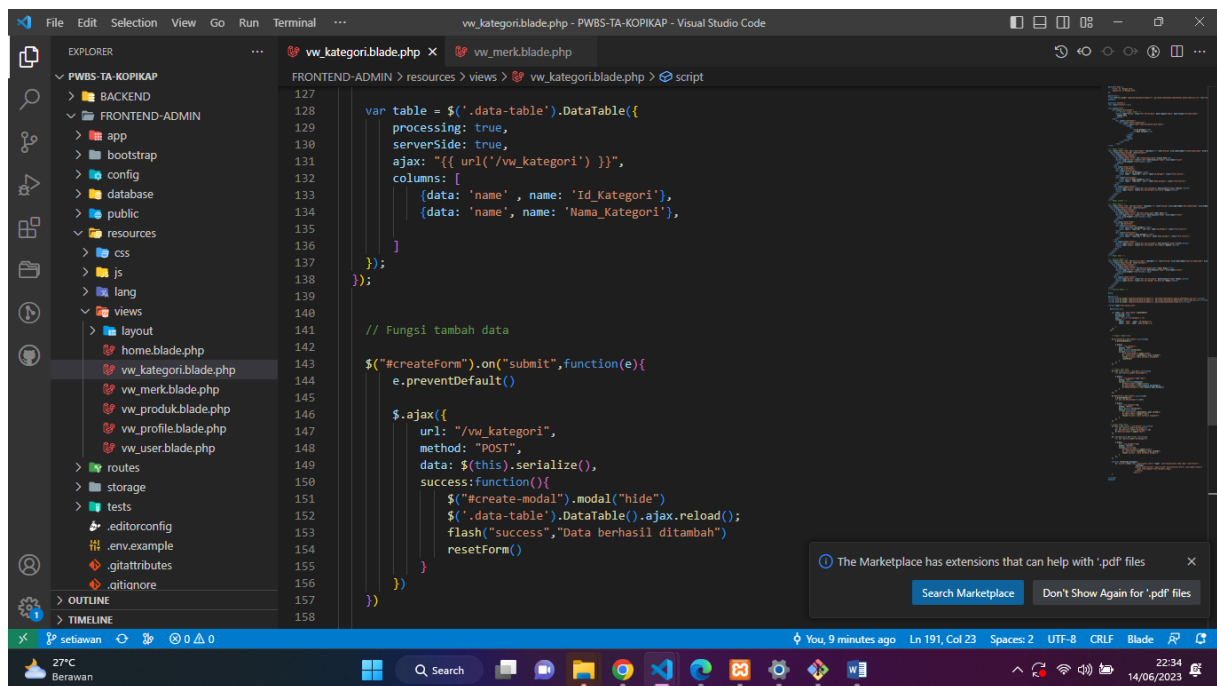 File Edit Selection View Go Run Terminal ··· vw_kategori.blade.php - PWBS-TA-KOPIKAP - Visual Studio Code
EXPLORER ···
PWBS-TA-KOPIKAP
BACKEND
FRONTEND-ADMIN
app
bootstrap
config
database
public
resources
css
js
lang
views
layout
home.blade.php
vw_kategori.blade.php
vw_merk.blade.php
vw_produk.blade.php
vw_profile.blade.php
vw_user.blade.php
routes
storage
tests
.editorconfig
.env.example
.gitattributes
.gitignore
OUTLINE
TIMELINE
1
vw_kategori.blade.php × vw_merk.blade.php
FRONTEND-ADMIN > resources > views > vw_kategori.blade.php > script
127
128 var table = $('.data-table').DataTable({
129 processing: true,
130 serverSide: true,
131 ajax: "{{ url('/vw_kategori') }}",
132 columns: [
133 {data: 'name' , name: 'Id_Kategori'},
134 {data: 'name', name: 'Nama_Kategori'},
135
136 ]
137 });
138 });
139
140
141 // Fungsi tambah data
142
143 $("#createForm").on("submit",function(e){
144 e.preventDefault()
145
146 $.ajax({
147 url: "/vw_kategori",
148 method: "POST",
149 data: $(this).serialize(),
150 success:function(){
151 $("#create-modal").modal("hide")
152 $('.data-table').DataTable().ajax.reload();
153 flash("success","Data berhasil ditambah")
154 resetForm()
155 }
156 })
157 })
158
The Marketplace has extensions that can help with '.pdf' files
Search Marketplace Don't Show Again for '.pdf' files
setiawan 0 0 You, 9 minutes ago Ln 191, Col 23 Spaces: 2 UTF-8 CRLF Blade
27°C
Berawan
Search
22:34
14/06/2023